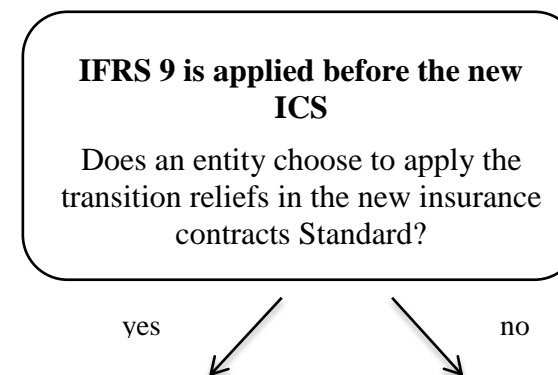 IFRS 9 is applied before the new
ICS
Does an entity choose to apply the
transition reliefs in the new insurance
contracts Standard?
yes
no